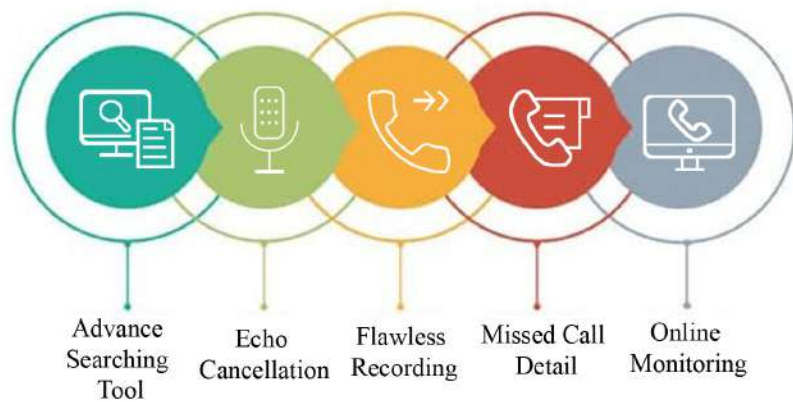 Advance
Searching
Tool
Echo
Cancellation
Flawless
Recording
Missed Call
Detail
Online
Monitoring